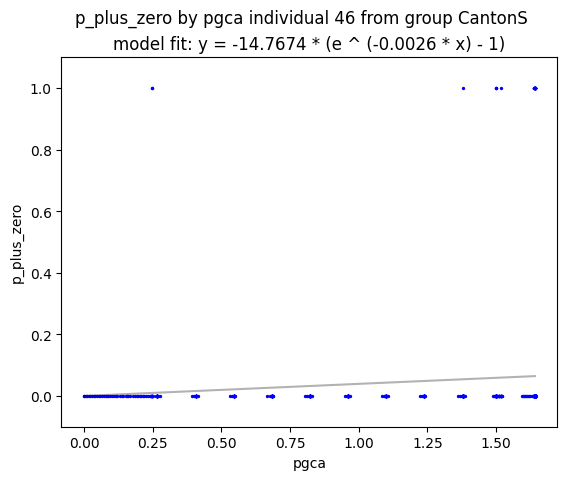 p_plus_zero by pgca individual 46 from group CantonS
model fit: y = -14.7674 * (e ^ (-0.0026 * x) - 1)
1.0
0.8
0.6
0.4
0.2
0.0
p_plus_zero
0.00 0.25 0.50 0.75 1.00 1.25 1.50
pgca